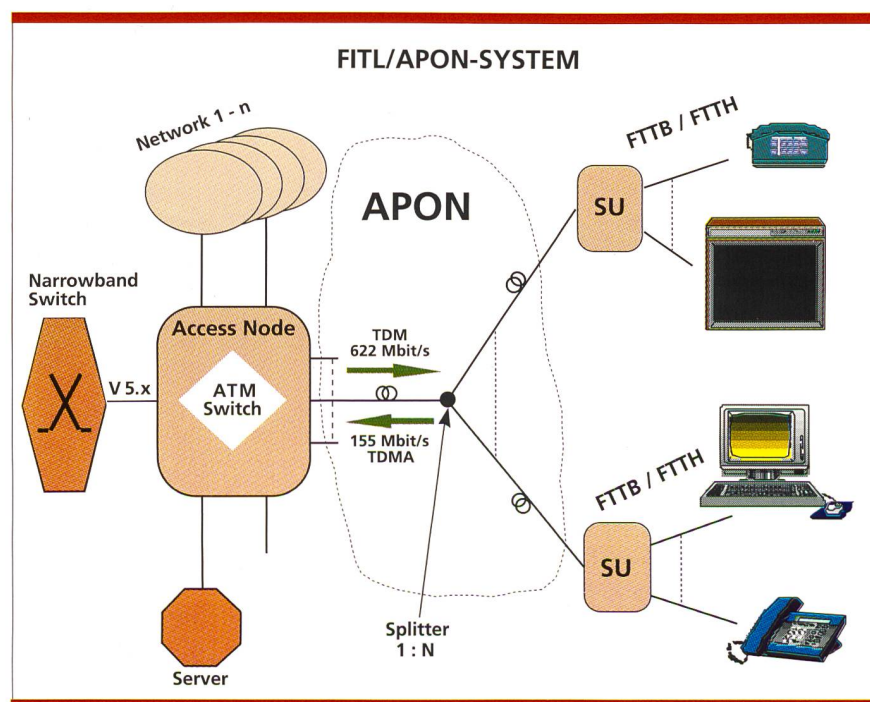 FITL/APON-SYSTEM
Network 1 - n
FTTB / FTTH
APON
SU
Narrowband
Switch
Access Node
TDM
622 Mbit/s
V 5.x
ATM
Switch
155 Mbit/s
TDMA
FTTB / FTTH
SU
Splitter
1 : N
Server